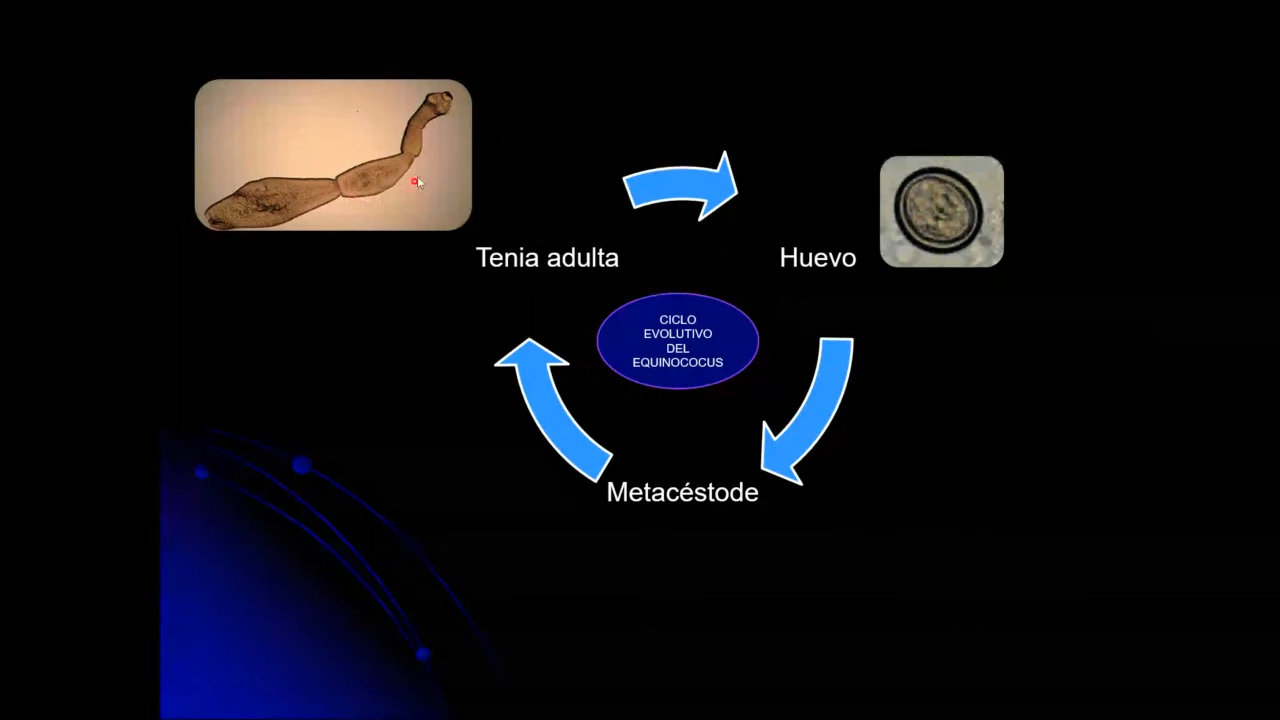 Tenia adulta
Huevo
CICLO
EVOLUTIVO
DEL
EQUINOCOCUS
Metacéstode